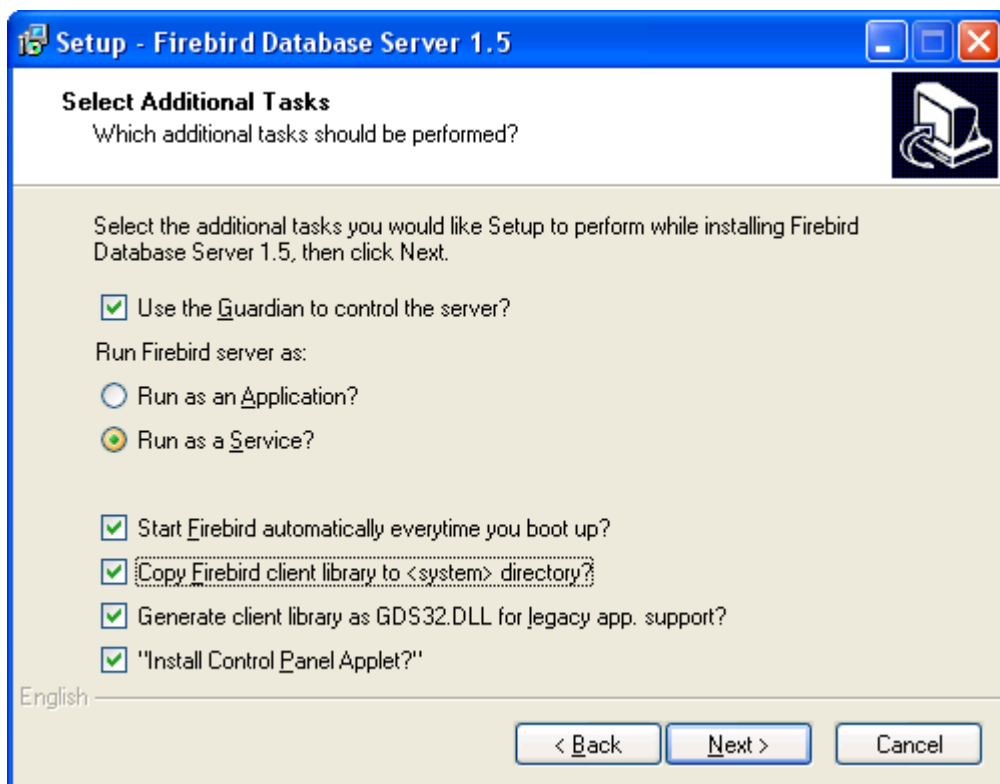 Setup - Firebird Database Server 1.5
Select Additional Tasks
Which additional tasks should be performed?
Select the additional tasks you would like Setup to perform while installing Firebird
Database Server 1.5, then click Next.
Use the Guardian to control the server?
Run Firebird server as:
Run as an Application?
Run as a Service?
Start Firebird automatically everytime you boot up?
Copy Firebird client library to <system> directory?
Generate client library as GDS32.DLL for legacy app. support?
"Install Control Panel Applet?"
English
< Back
Next >
Cancel